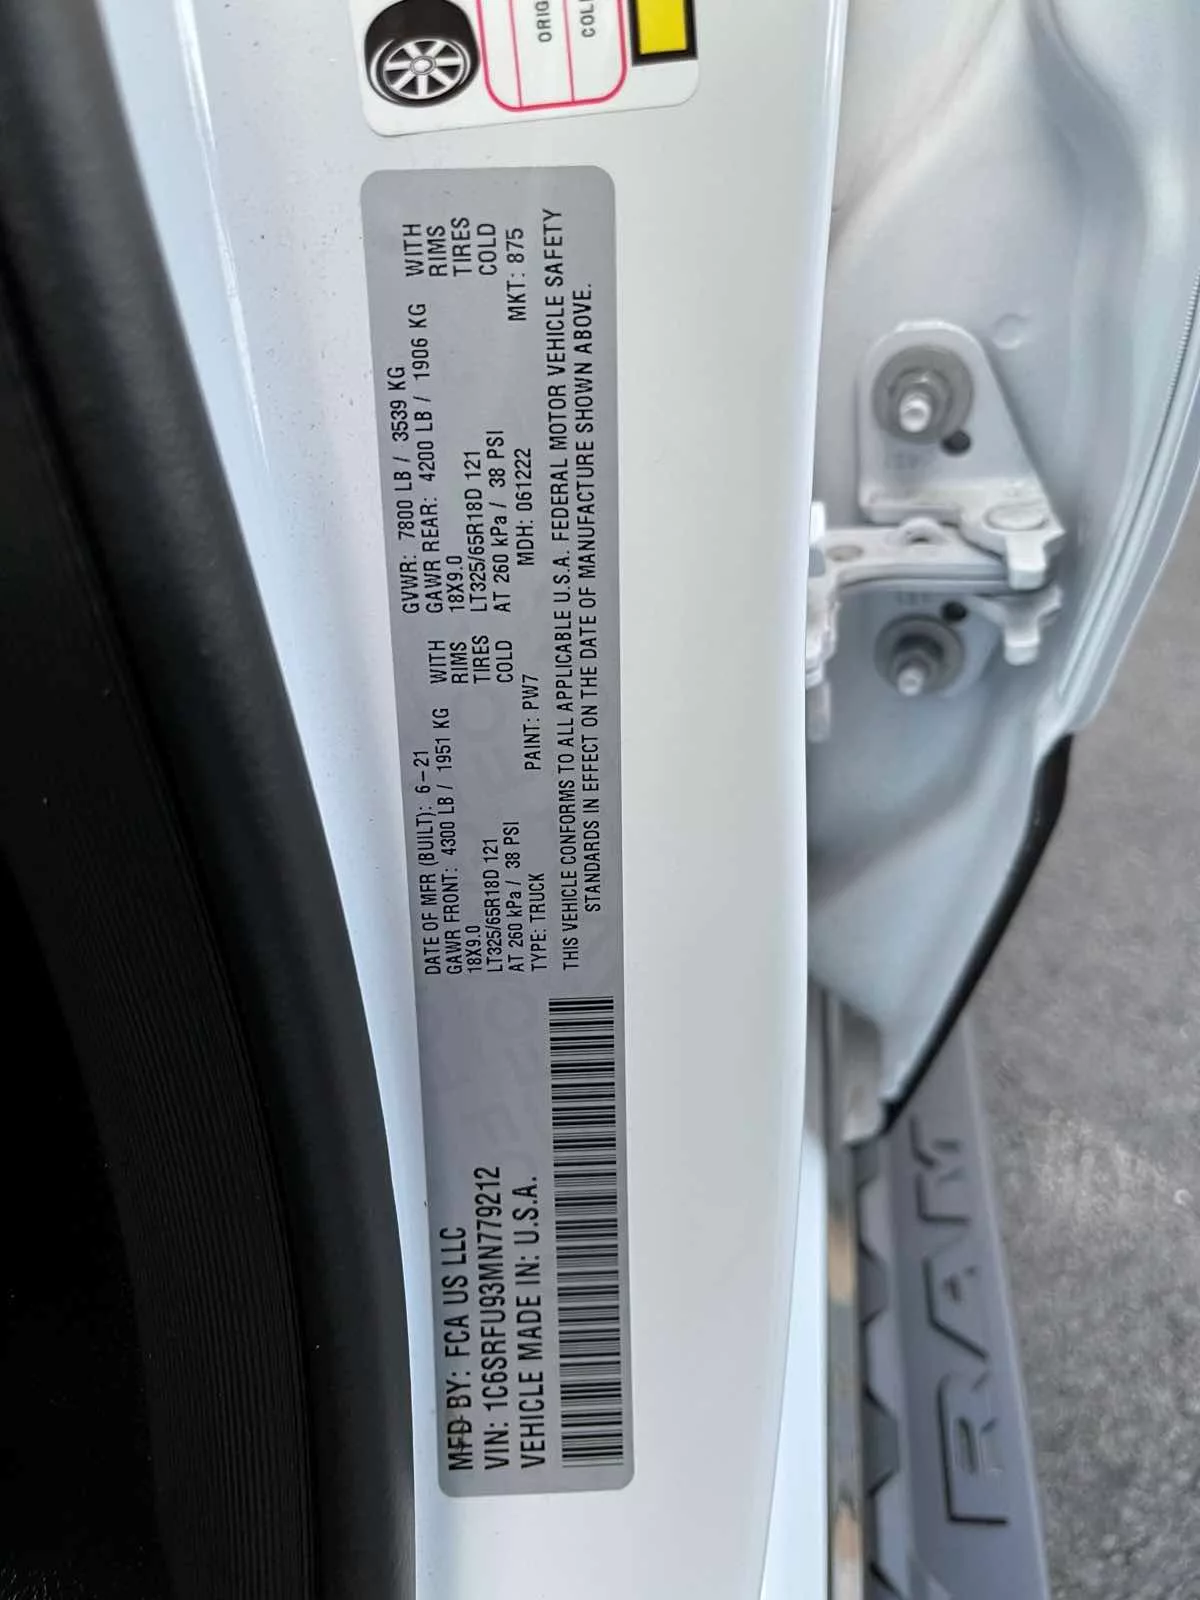 ORIG
COL
DATE OF MFR (BUILT): 6-21 GVWR: 7800 LB / 3539 KG
GAWR FRONT: 4300 LB / 1951 KG WITH GAWR REAR: 4200 LB / 1906 KG WITH
18X9.0 RIMS 18X9.0 RIMS
LT325/65R18D 121 TIRES LT325/65R18D 121 TIRES
AT 260 kPa / 38 PSI COLD AT 260 kPa / 38 PSI COLD
TYPE: TRUCK PAINT: PW7 MDH: 061222 MKT: 875
THIS VEHICLE CONFORMS TO ALL APPLICABLE U.S.A. FEDERAL MOTOR VEHICLE SAFETY
STANDARDS IN EFFECT ON THE DATE OF MANUFACTURE SHOWN ABOVE.
MFD BY: FCA US LLC
VIN: 1C6SRFU93MN779212
VEHICLE MADE IN: U.S.A.
RAM